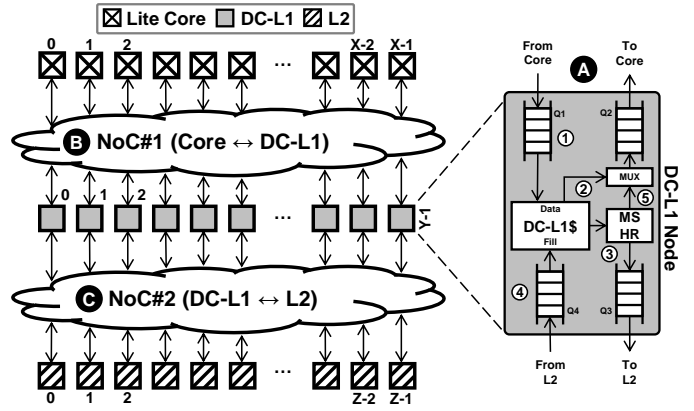 Lite Core DC-L1 L2
0 1 2 ... X-2 X-1
B NoC#1 (Core ↔ DC-L1)
0 1 2 ... Y-1
C NoC#2 (DC-L1 ↔ L2)
...
0 1 2 Z-2 Z-1
From
Core
To
Core
A
Q1 Q2
1
2 MUX
5
Data
DC-L1$
Fill
MS
HR
3
4
Q4 Q3
From
L2
To
L2
DC-L1 Node